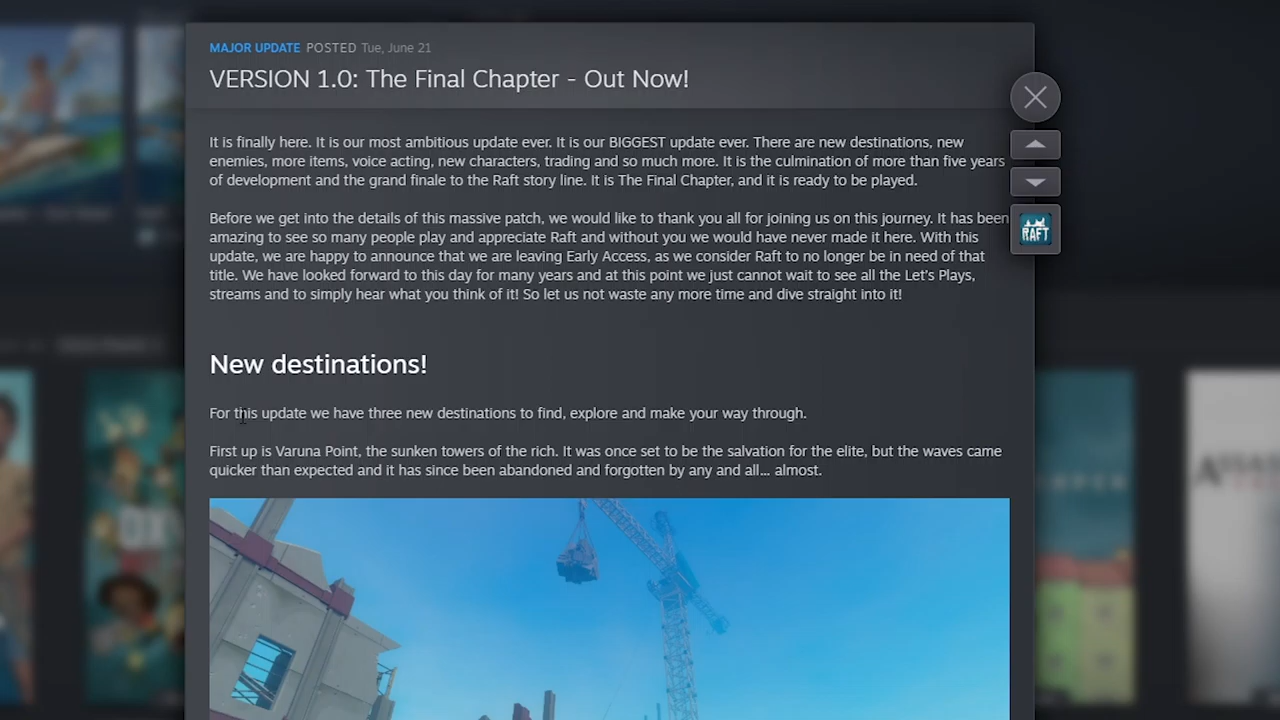 MAJOR UPDATE POSTED Tue, June 21
VERSION 1.0: The Final Chapter - Out Now!
It is finally here. It is our most ambitious update ever. It is our BIGGEST update ever. There are new destinations, new
enemies, more items, voice acting, new characters, trading and so much more. It is the culmination of more than five years
of development and the grand finale to the Raft story line. It is The Final Chapter, and it is ready to be played.
Before we get into the details of this massive patch, we would like to thank you all for joining us on this journey. It has been
amazing to see so many people play and appreciate Raft and without you we would have never made it here. With this
update, we are happy to announce that we are leaving Early Access, as we consider Raft to no longer be in need of that
title. We have looked forward to this day for many years and at this point we just cannot wait to see all the Let's Plays,
streams and to simply hear what you think of it! So let us not waste any more time and dive straight into it!
RAFT
New destinations!
For this update we have three new destinations to find, explore and make your way through.
First up is Varuna Point, the sunken towers of the rich. It was once set to be the salvation for the elite, but the waves came
quicker than expected and it has since been abandoned and forgotten by any and all... almost.